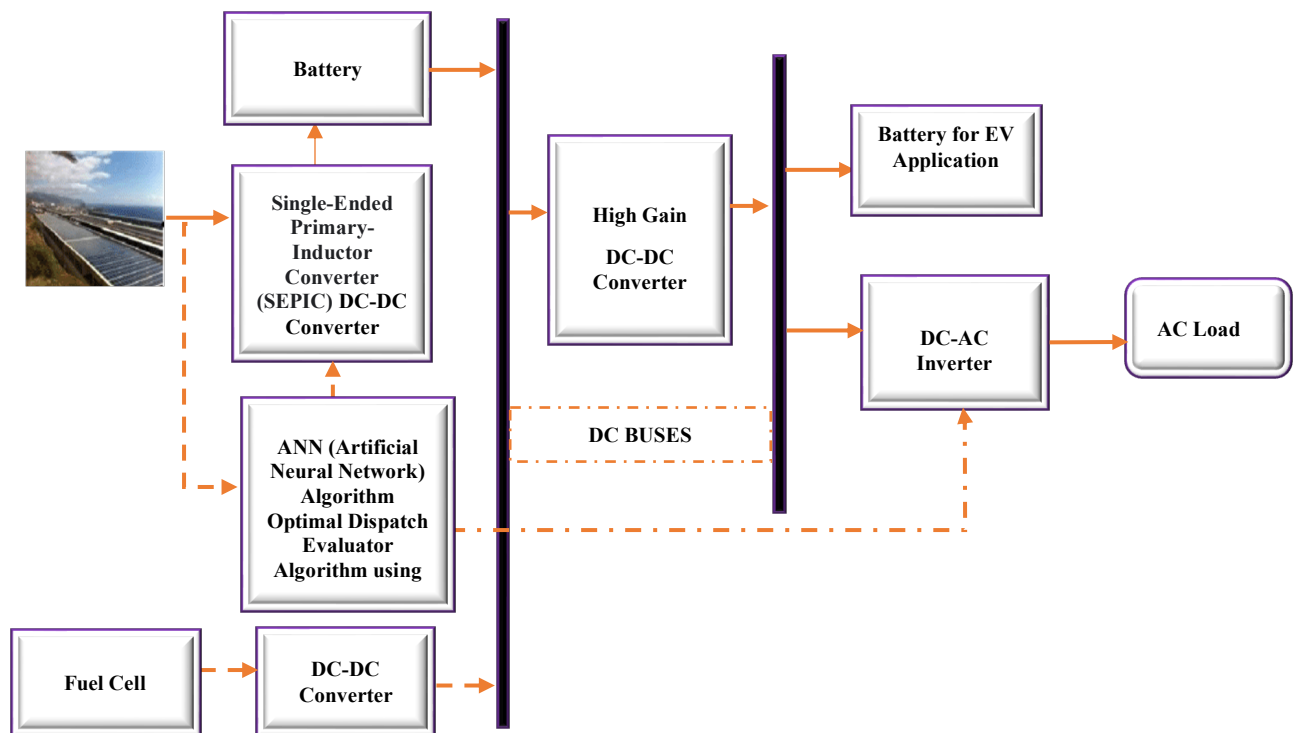 Battery
Single-Ended
Primary-
Inductor
Converter
(SEPIC) DC-DC
Converter
ANN (Artificial
Neural Network)
Algorithm
Optimal Dispatch
Evaluator
Algorithm using
Fuel Cell
DC-DC
Converter
High Gain
DC-DC
Converter
DC BUSES
Battery for EV
Application
DC-AC
Inverter
AC Load